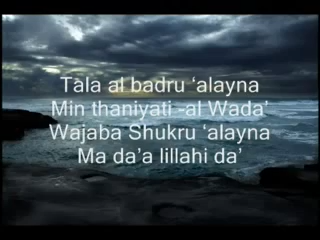 Tala al badru ‘alayna
Min thaniyati -al Wada’
Wajaba Shukru ‘alayna
Ma da’a lillahi da’